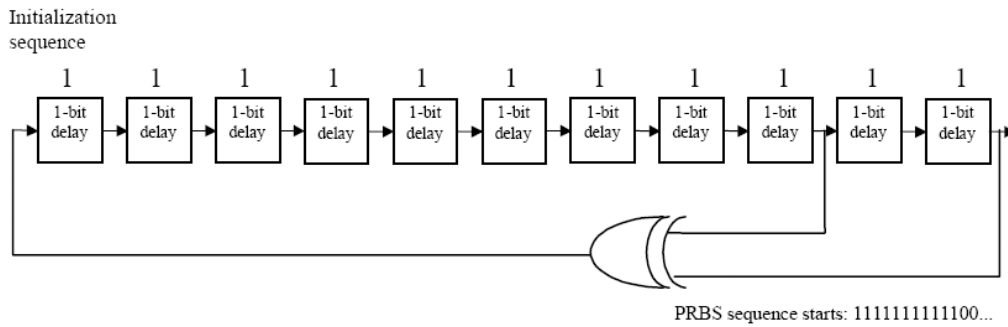 Initialization
sequence
1 1 1 1 1 1 1 1 1 1 1
1-bit 1-bit 1-bit 1-bit 1-bit 1-bit 1-bit 1-bit 1-bit 1-bit 1-bit
delay delay delay delay delay delay delay delay delay delay delay
PRBS sequence starts: 1111111111100...